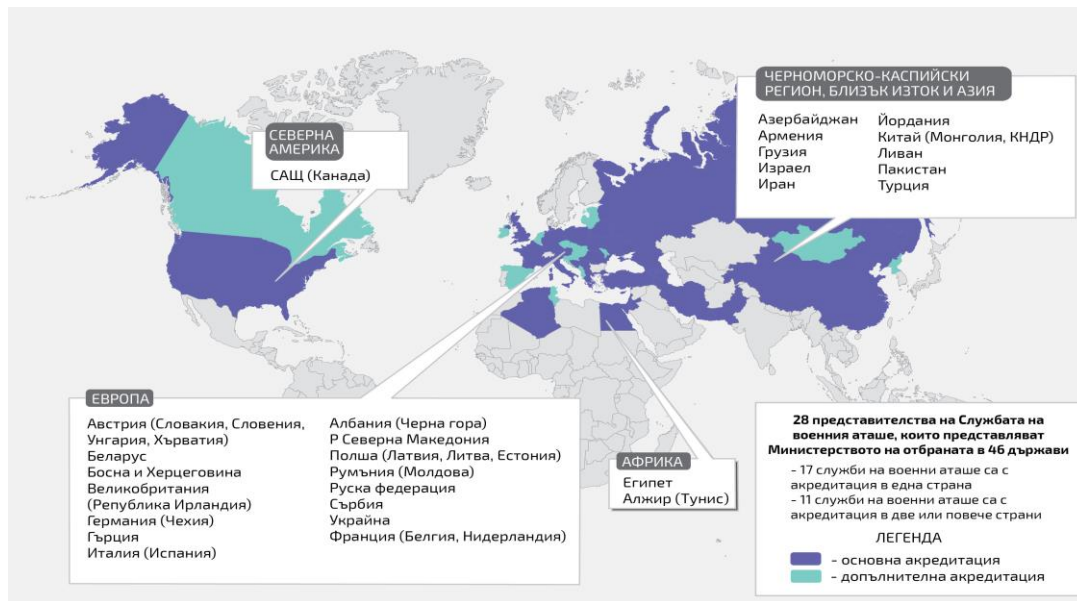 СЕВЕРНА
АМЕРИКА
САЩ (Канада)
ЧЕРНОМОРСКО-КАСПИЙСКИ
РЕГИОН, БЛИЗЪК ИЗТОК И АЗИЯ
Азербайджан
Армения
Грузия
Израел
Иран
Йордания
Китай (Монголия, КНДР)
Ливан
Пакистан
Турция
ЕВРОПА
Австрия (Словакия, Словения,
Унгария, Хърватия)
Беларус
Босна и Херцеговина
Великобритания
(Република Ирландия)
Германия (Чехия)
Гърция
Италия (Испания)
Албания (Черна гора)
Р Северна Македония
Полша (Латвия, Литва, Естония)
Румъния (Молдова)
Руска федерация
Сърбия
Украйна
Франция (Белгия, Нидерландия)
АФРИКА
Египет
Алжир (Тунис)
28 представителства на Службата на
военния аташе, които представляват
Министерството на отбраната в 46 държави
- 17 служби на военни аташе са с
акредитация в една страна
- 11 служби на военни аташе са с
акредитация в две или повече страни
ЛЕГЕНДА
- основна акредитация
- допълнителна акредитация